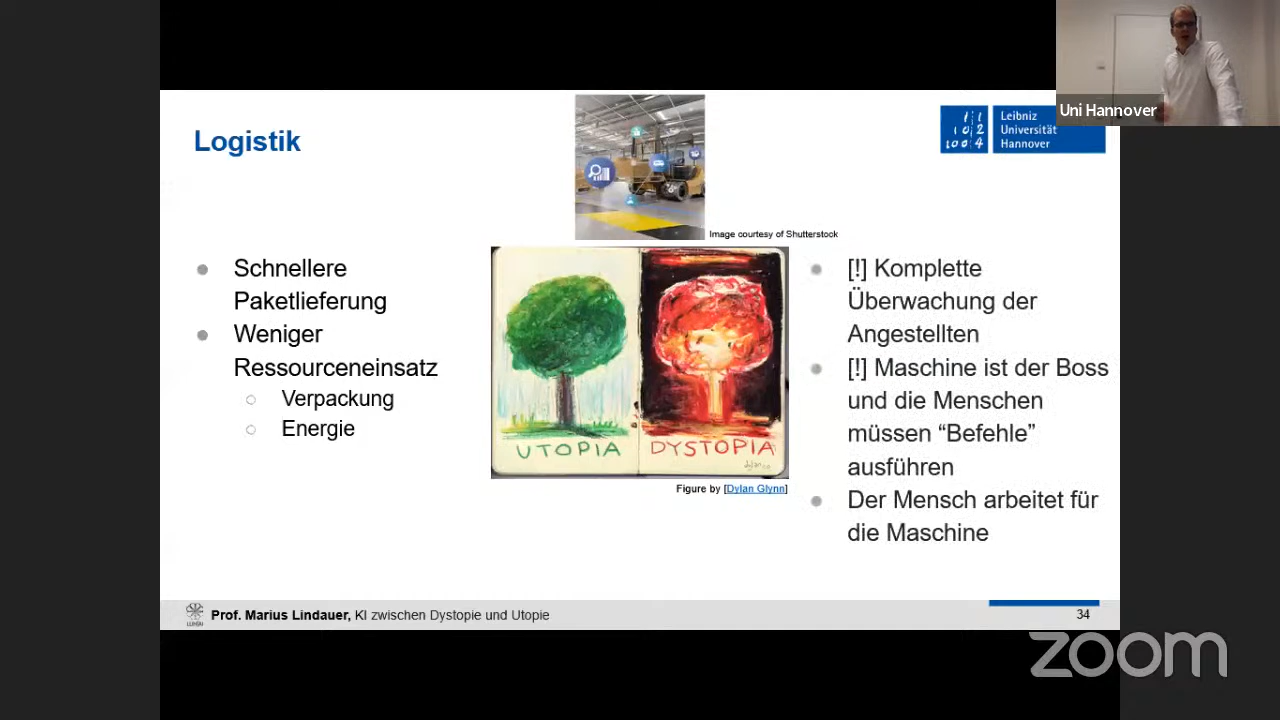 Uni Hannover
Logistik
Leibniz
Universität
Hannover
Image courtesy of Shutterstock
Schnellere
Paketlieferung
Weniger
Ressourceneinsatz
Verpackung
Energie
UTOPIA
DYSTOPIA
Figure by [Dylan Glynn]
[!] Komplette
Überwachung der
Angestellten
[!] Maschine ist der Boss
und die Menschen
müssen “Befehle”
ausführen
Der Mensch arbeitet für
die Maschine
Prof. Marius Lindauer, KI zwischen Dystopie und Utopie
34
zoom